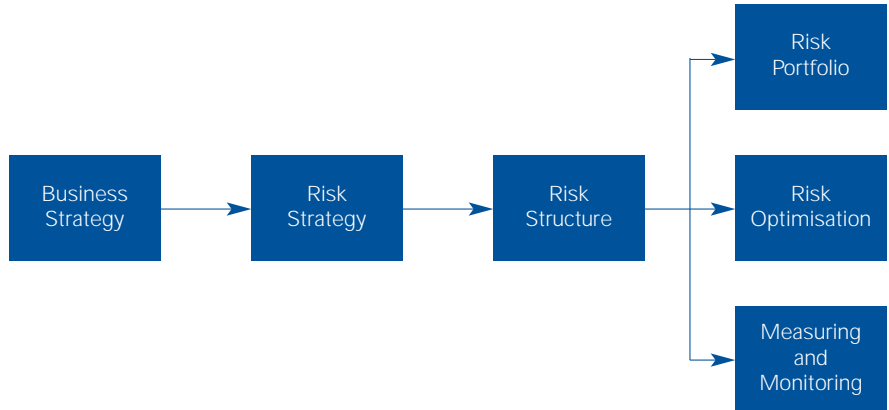 Business
Strategy
Risk
Strategy
Risk
Structure
Risk
Portfolio
Risk
Optimisation
Measuring
and
Monitoring